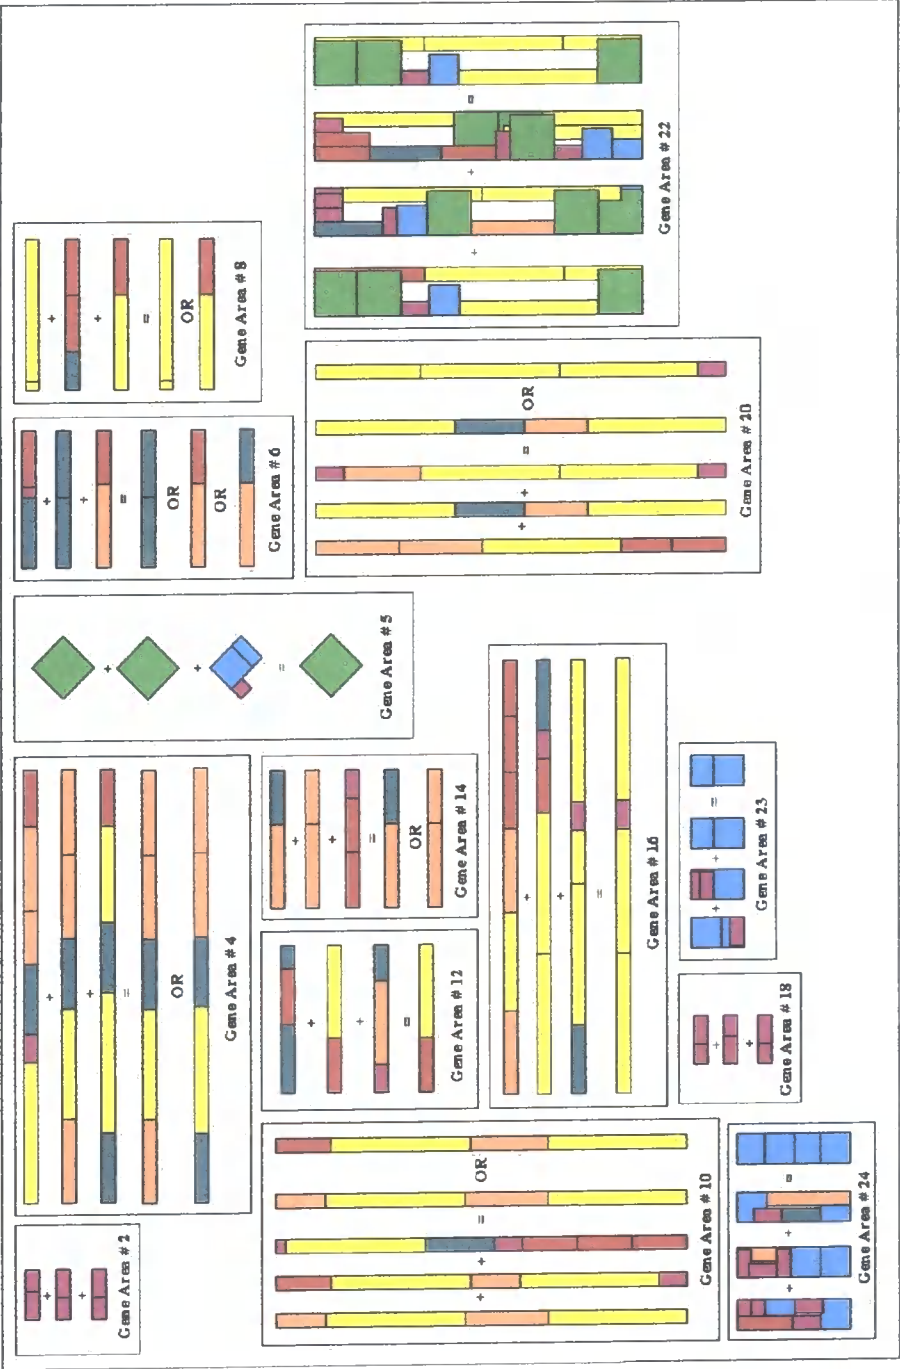 +
+
Gene Area # 2
+
+
=
OR
Gene Area # 4
+
+
=
Gene Area # 5
+
+
=
OR
OR
Gene Area # 6
+
+
=
OR
Gene Area # 8
+ + = OR
Gene Area # 10
+
+
=
Gene Area # 12
+
+
=
OR
Gene Area # 14
+
+
=
Gene Area # 16
+
+
Gene Area # 18
+ + = OR
Gene Area # 20
+ + =
Gene Area # 22
+ + =
Gene Area # 23
+ + =
Gene Area # 24